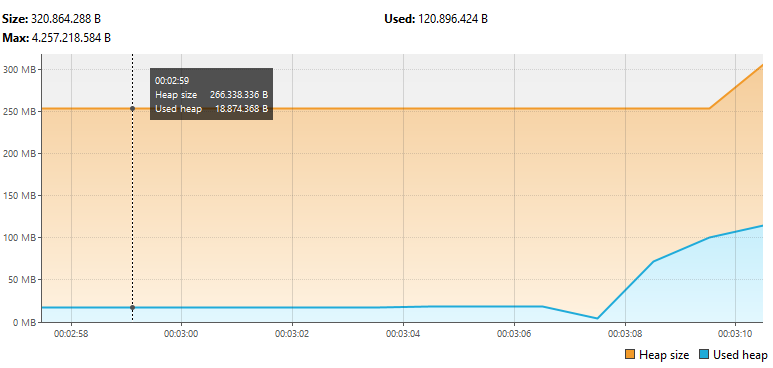 Size: 320.864.288 B
Used: 120.896.424 B
Max: 4.257.218.584 B
300 MB
250 MB
200 MB
150 MB
100 MB
50 MB
0 MB
00:02:59
Heap size 266.338.336 B
Used heap 18.874.368 B
00:02:58
00:03:00
00:03:02
00:03:04
00:03:06
00:03:08
00:03:10
Heap size
Used heap